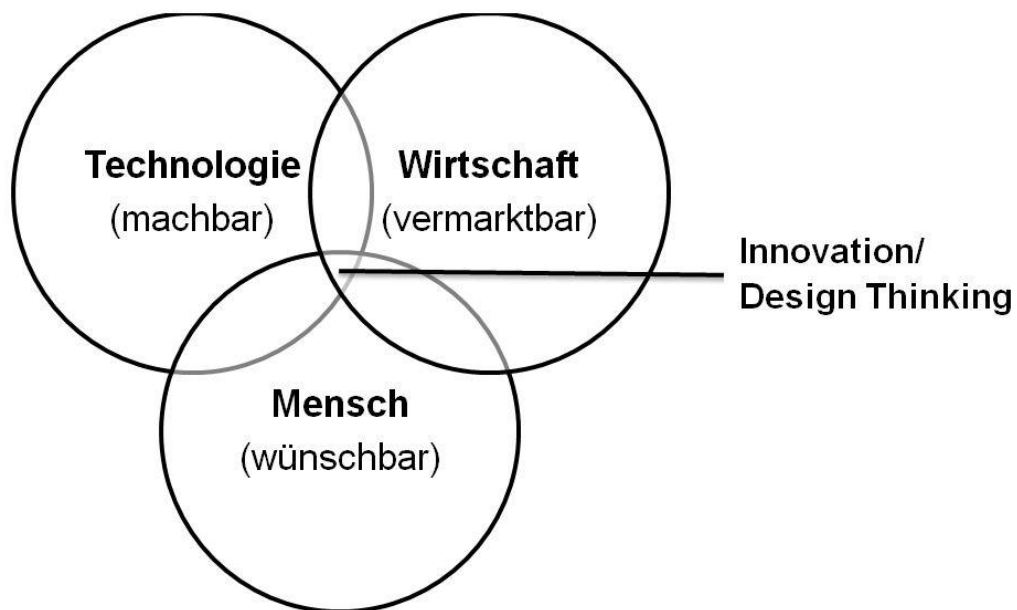 Technologie
(machbar)
Wirtschaft
(vermarktbar)
Innovation/
Design Thinking
Mensch
(wünschbar)